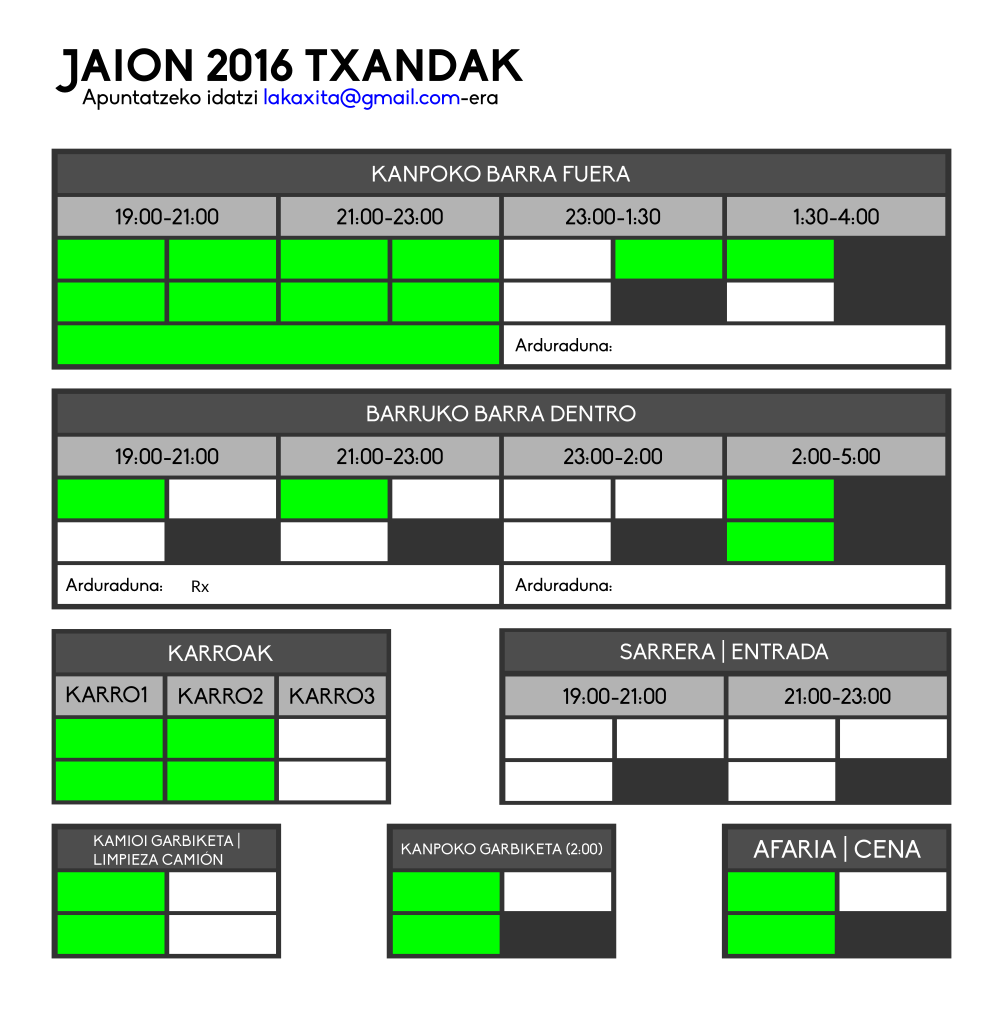 JAION 2016 TXANDAK
Apuntatzeko idatzi lakaxita@gmail.com-era
KANPOKO BARRA FUERA
19:00-21:00 21:00-23:00 23:00-1:30 1:30-4:00
Arduraduna:
BARRUKO BARRA DENTRO
19:00-21:00 21:00-23:00 23:00-2:00 2:00-5:00
Arduraduna: Rx Arduraduna:
KARROAK
KARRO1 KARRO2 KARRO3
SARRERA | ENTRADA
19:00-21:00 21:00-23:00
KAMIOI GARBIKETA |
LIMPIEZA CAMIÓN
KANPOKO GARBIKETA (2:00)
AFARIA | CENA